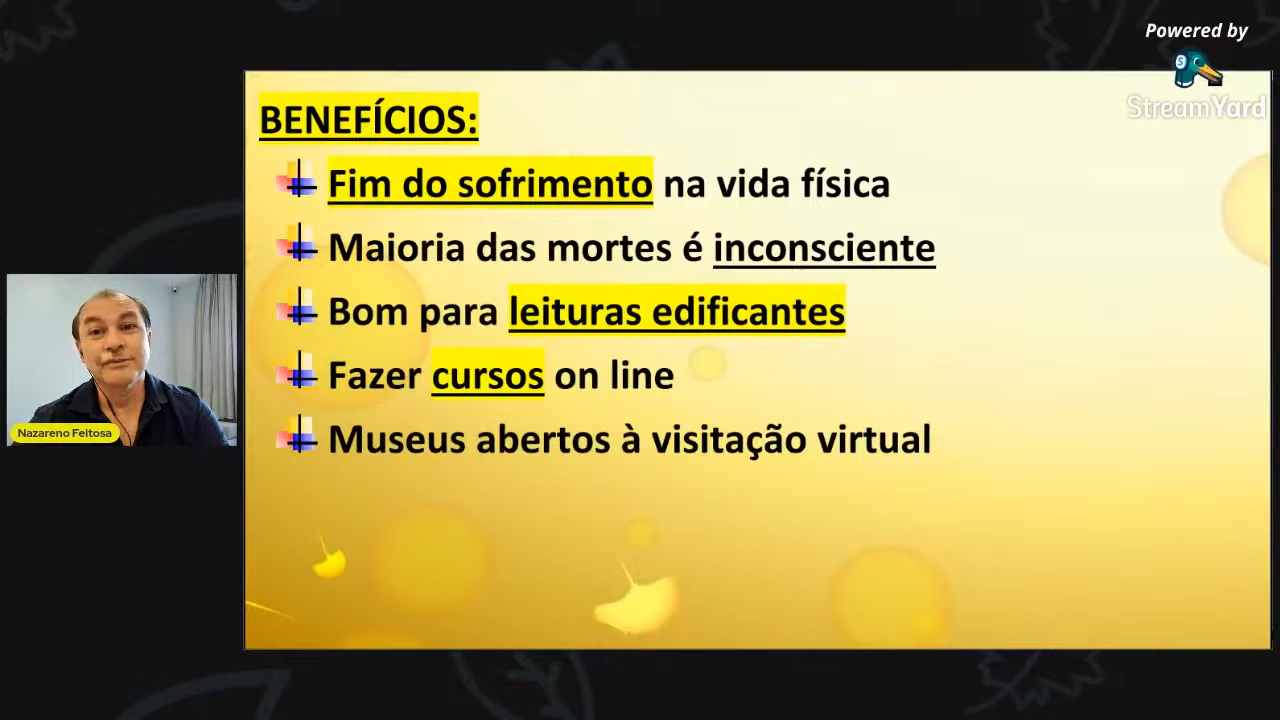 Powered by
StreamYard
BENEFÍCIOS:
Fim do sofrimento na vida física
Maioria das mortes é inconsciente
Bom para leituras edificantes
Fazer cursos on line
Museus abertos à visitação virtual
Nazareno Feitosa